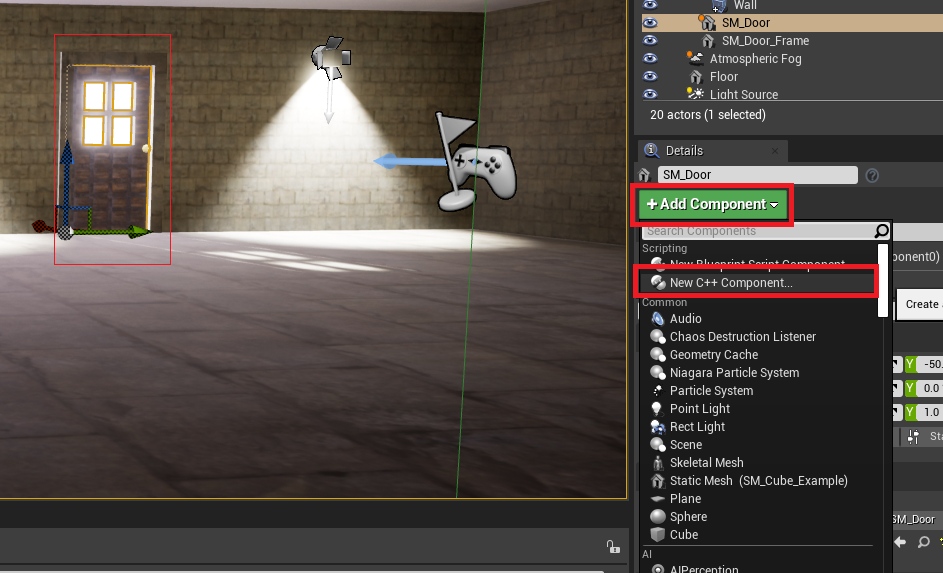 Wall
SM_Door
SM_Door_Frame
Atmospheric Fog
Floor
Light Source
20 actors (1 selected)
Details
SM_Door
+ Add Component
Search Components
ponent0)
Scripting
New Blueprint Script Component...
New C++ Component...
Create
Common
Audio
Chaos Destruction Listener
Geometry Cache
Y -50.
Niagara Particle System
Y 0.0
Particle System
Point Light
Y 1.0
Rect Light
Sta
Scene
Skeletal Mesh
Static Mesh (SM_Cube_Example)
Plane
Sphere
SM_Door
Cube
AI
AIPerception